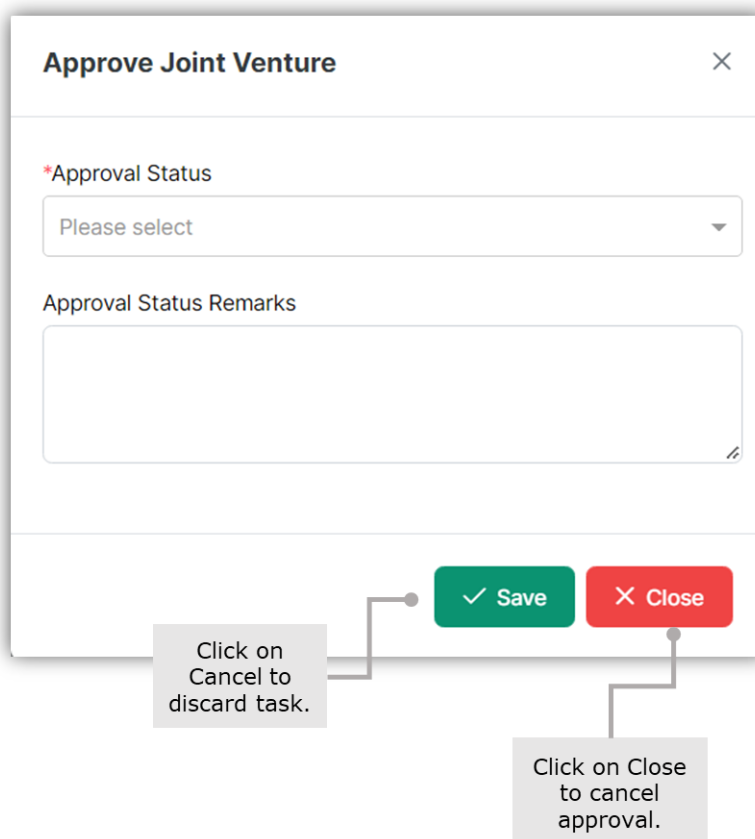 Approve Joint Venture
*Approval Status
Please select
Approval Status Remarks
Save
Close
Click on
Cancel to
discard task.
Click on Close
to cancel
approval.